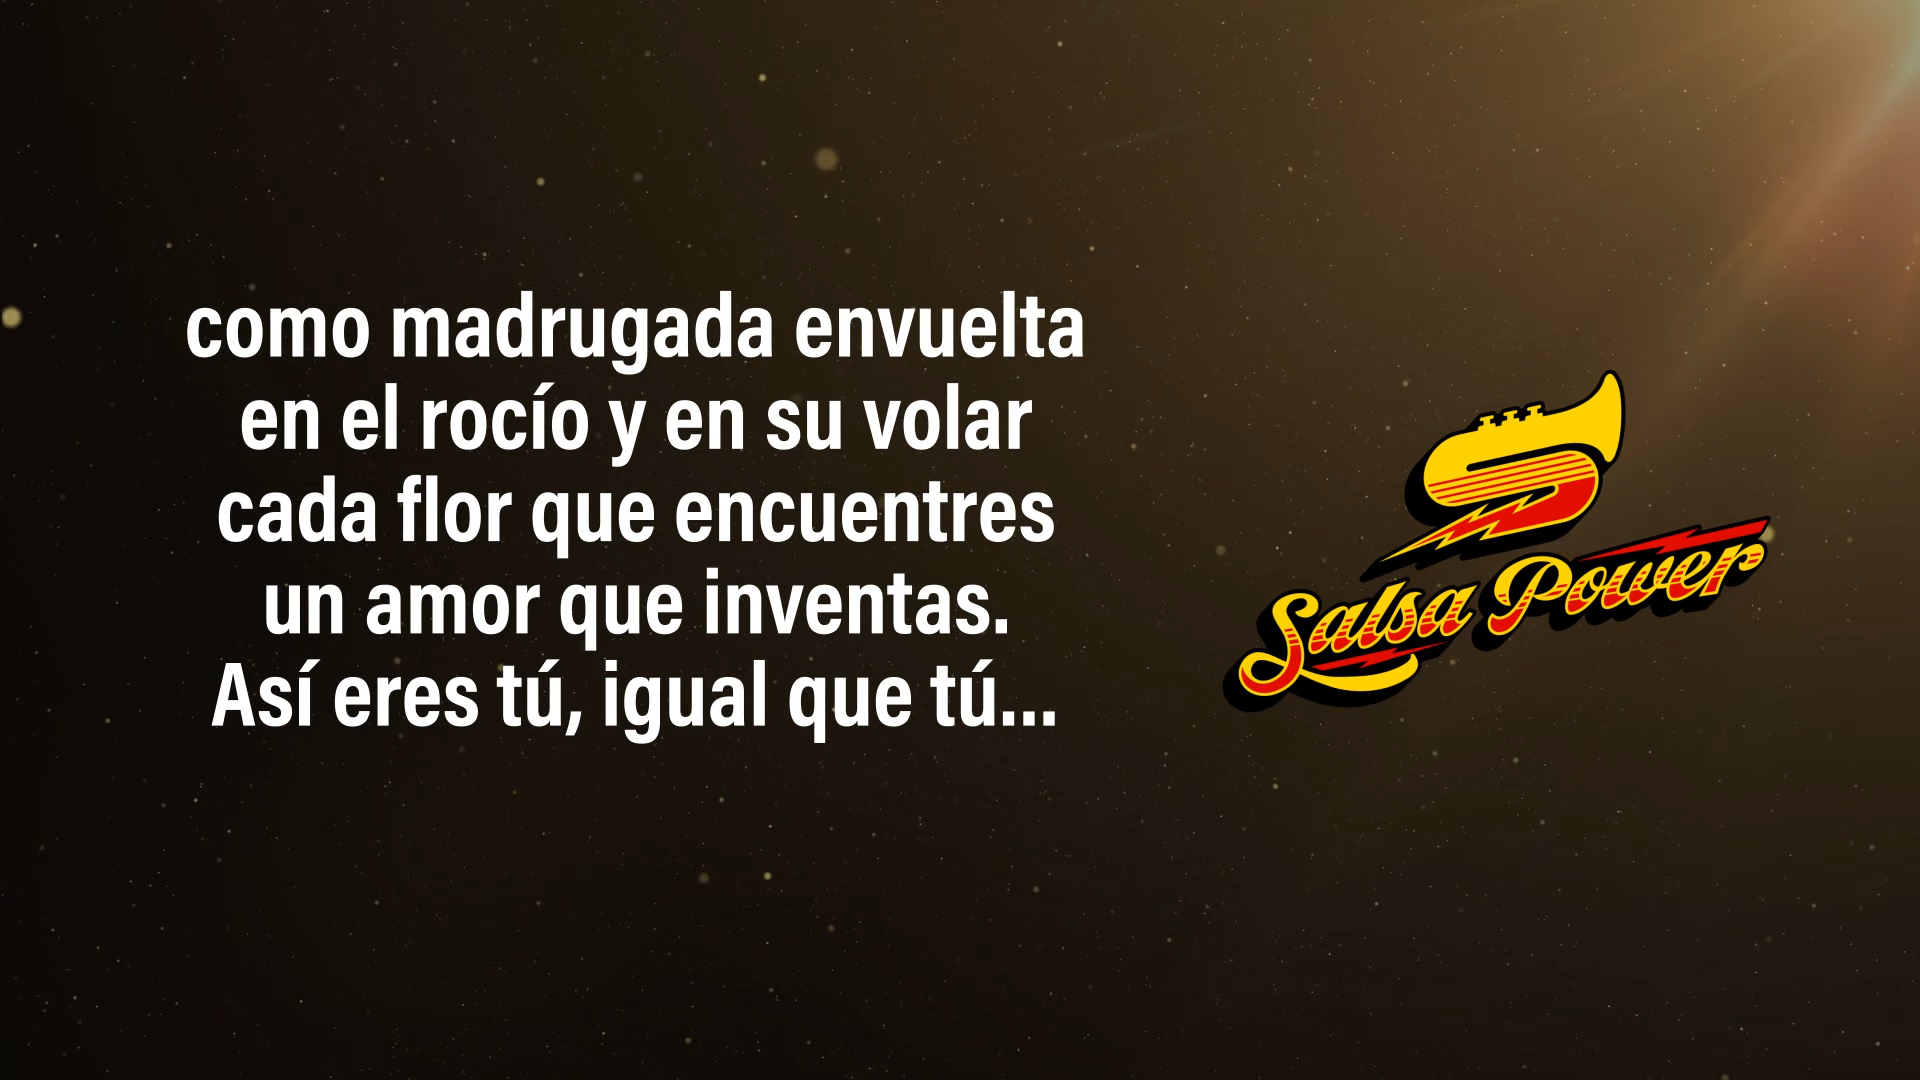 como madrugada envuelta
en el rocío y en su volar
cada flor que encuentres
un amor que inventas.
Así eres tú, igual que tú...
Salsa Power